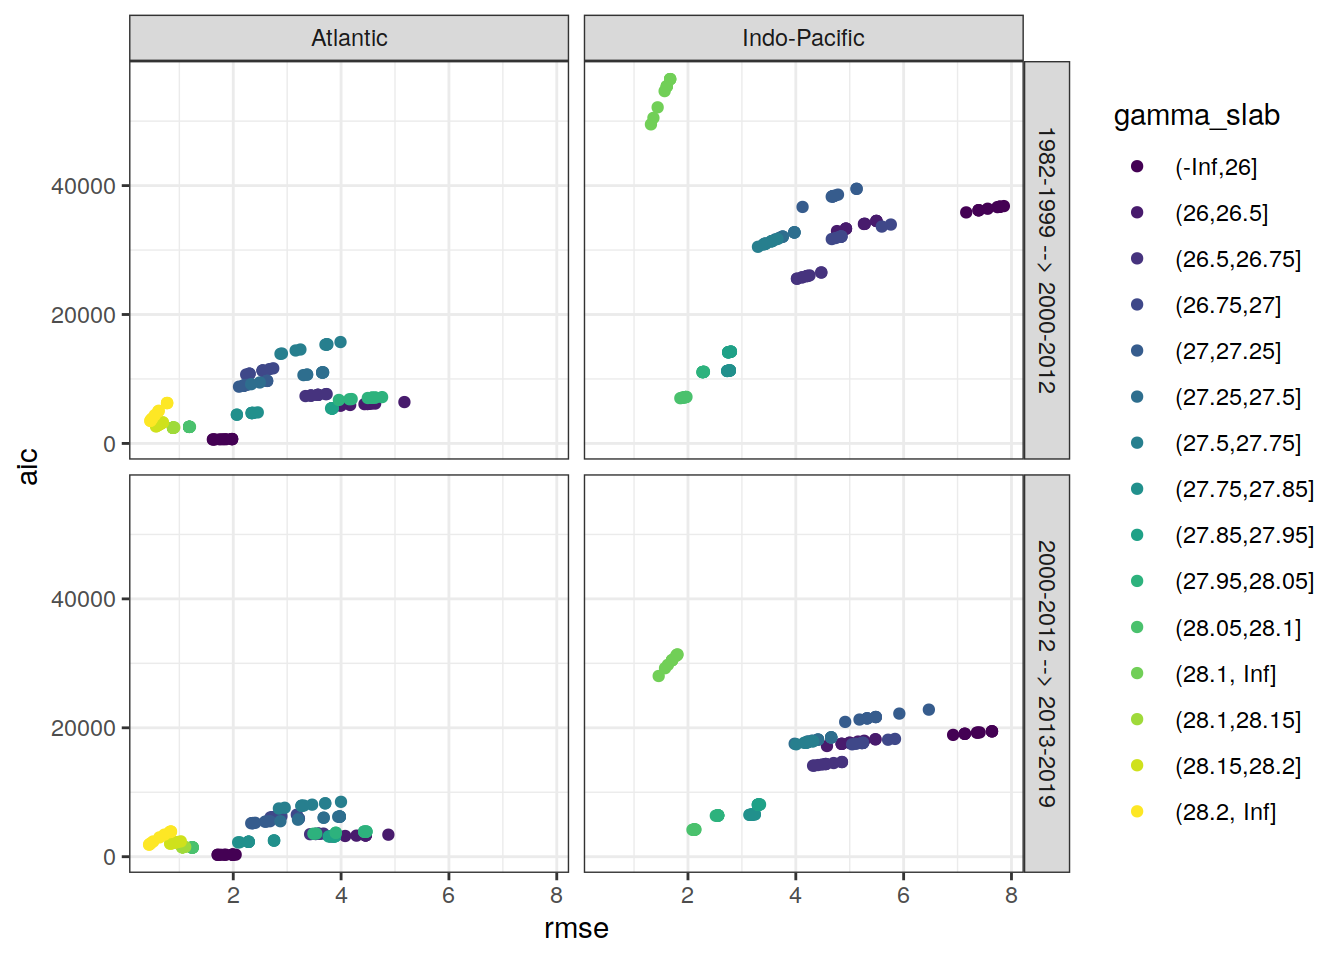 Atlantic
Indo-Pacific
40000
20000
0
1982-1999 --> 2000-2012
40000
20000
0
2000-2012 --> 2013-2019
2 4 6 8
2 4 6 8
rmse
aic
gamma_slab
(-Inf,26]
(26,26.5]
(26.5,26.75]
(26.75,27]
(27,27.25]
(27.25,27.5]
(27.5,27.75]
(27.75,27.85]
(27.85,27.95]
(27.95,28.05]
(28.05,28.1]
(28.1, Inf]
(28.1,28.15]
(28.15,28.2]
(28.2, Inf]